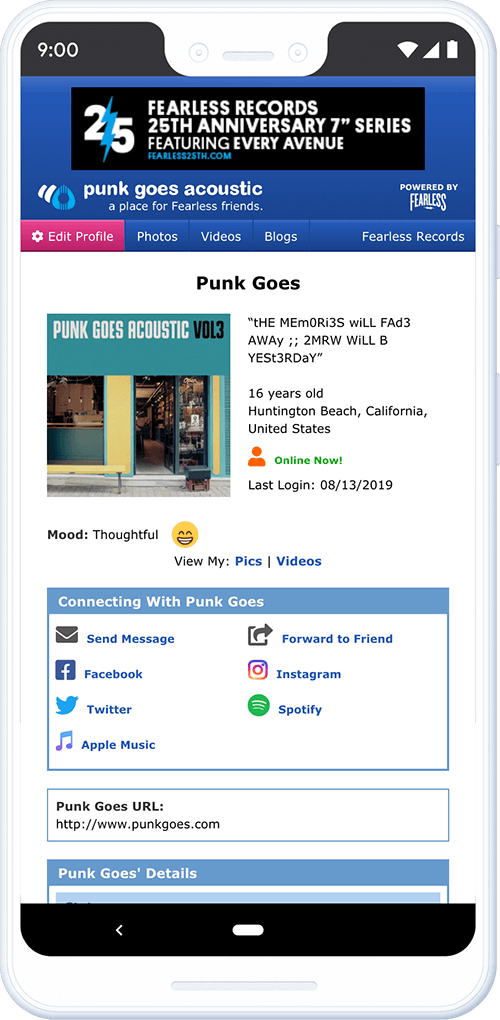 9:00
25
FEARLESS RECORDS
25TH ANNIVERSARY 7” SERIES
FEATURING EVERY AVENUE
FEARLESS25TH.COM
punk goes acoustic
a place for Fearless friends.
POWERED BY
FEARLESS
Edit Profile Photos Videos Blogs Fearless Records
Punk Goes
PUNK GOES ACOUSTIC VOL3
“tHE MEm0Ri3S wiLL FAd3
AWAy ;; 2MRW WiLL B
YESt3RDaY”
16 years old
Huntington Beach, California,
United States
Online Now!
Last Login: 08/13/2019
Mood: Thoughtful
View My: Pics | Videos
Connecting With Punk Goes
Send Message Forward to Friend
Facebook Instagram
Twitter Spotify
Apple Music
Punk Goes URL:
http://www.punkgoes.com
Punk Goes' Details